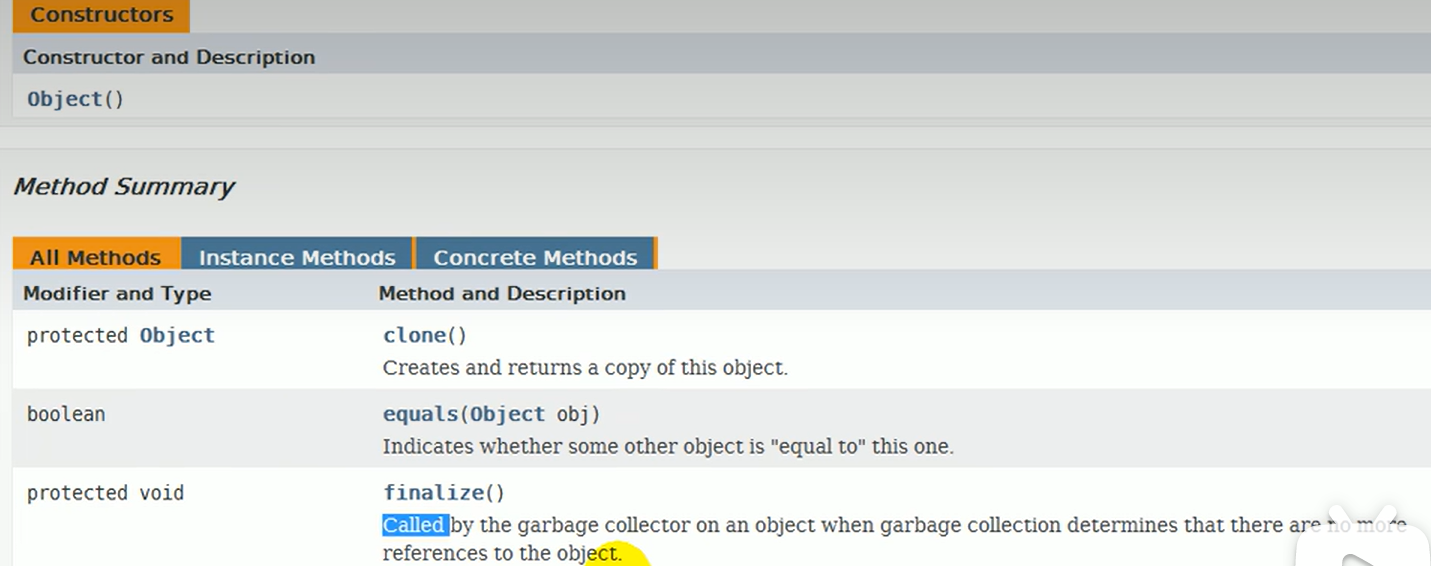 Constructors
Constructor and Description
Object()
Method Summary
All Methods Instance Methods Concrete Methods
Modifier and Type Method and Description
protected Object clone()
Creates and returns a copy of this object.
boolean equals(Object obj)
Indicates whether some other object is "equal to" this one.
protected void finalize()
Called by the garbage collector on an object when garbage collection determines that there are no more
references to the object.